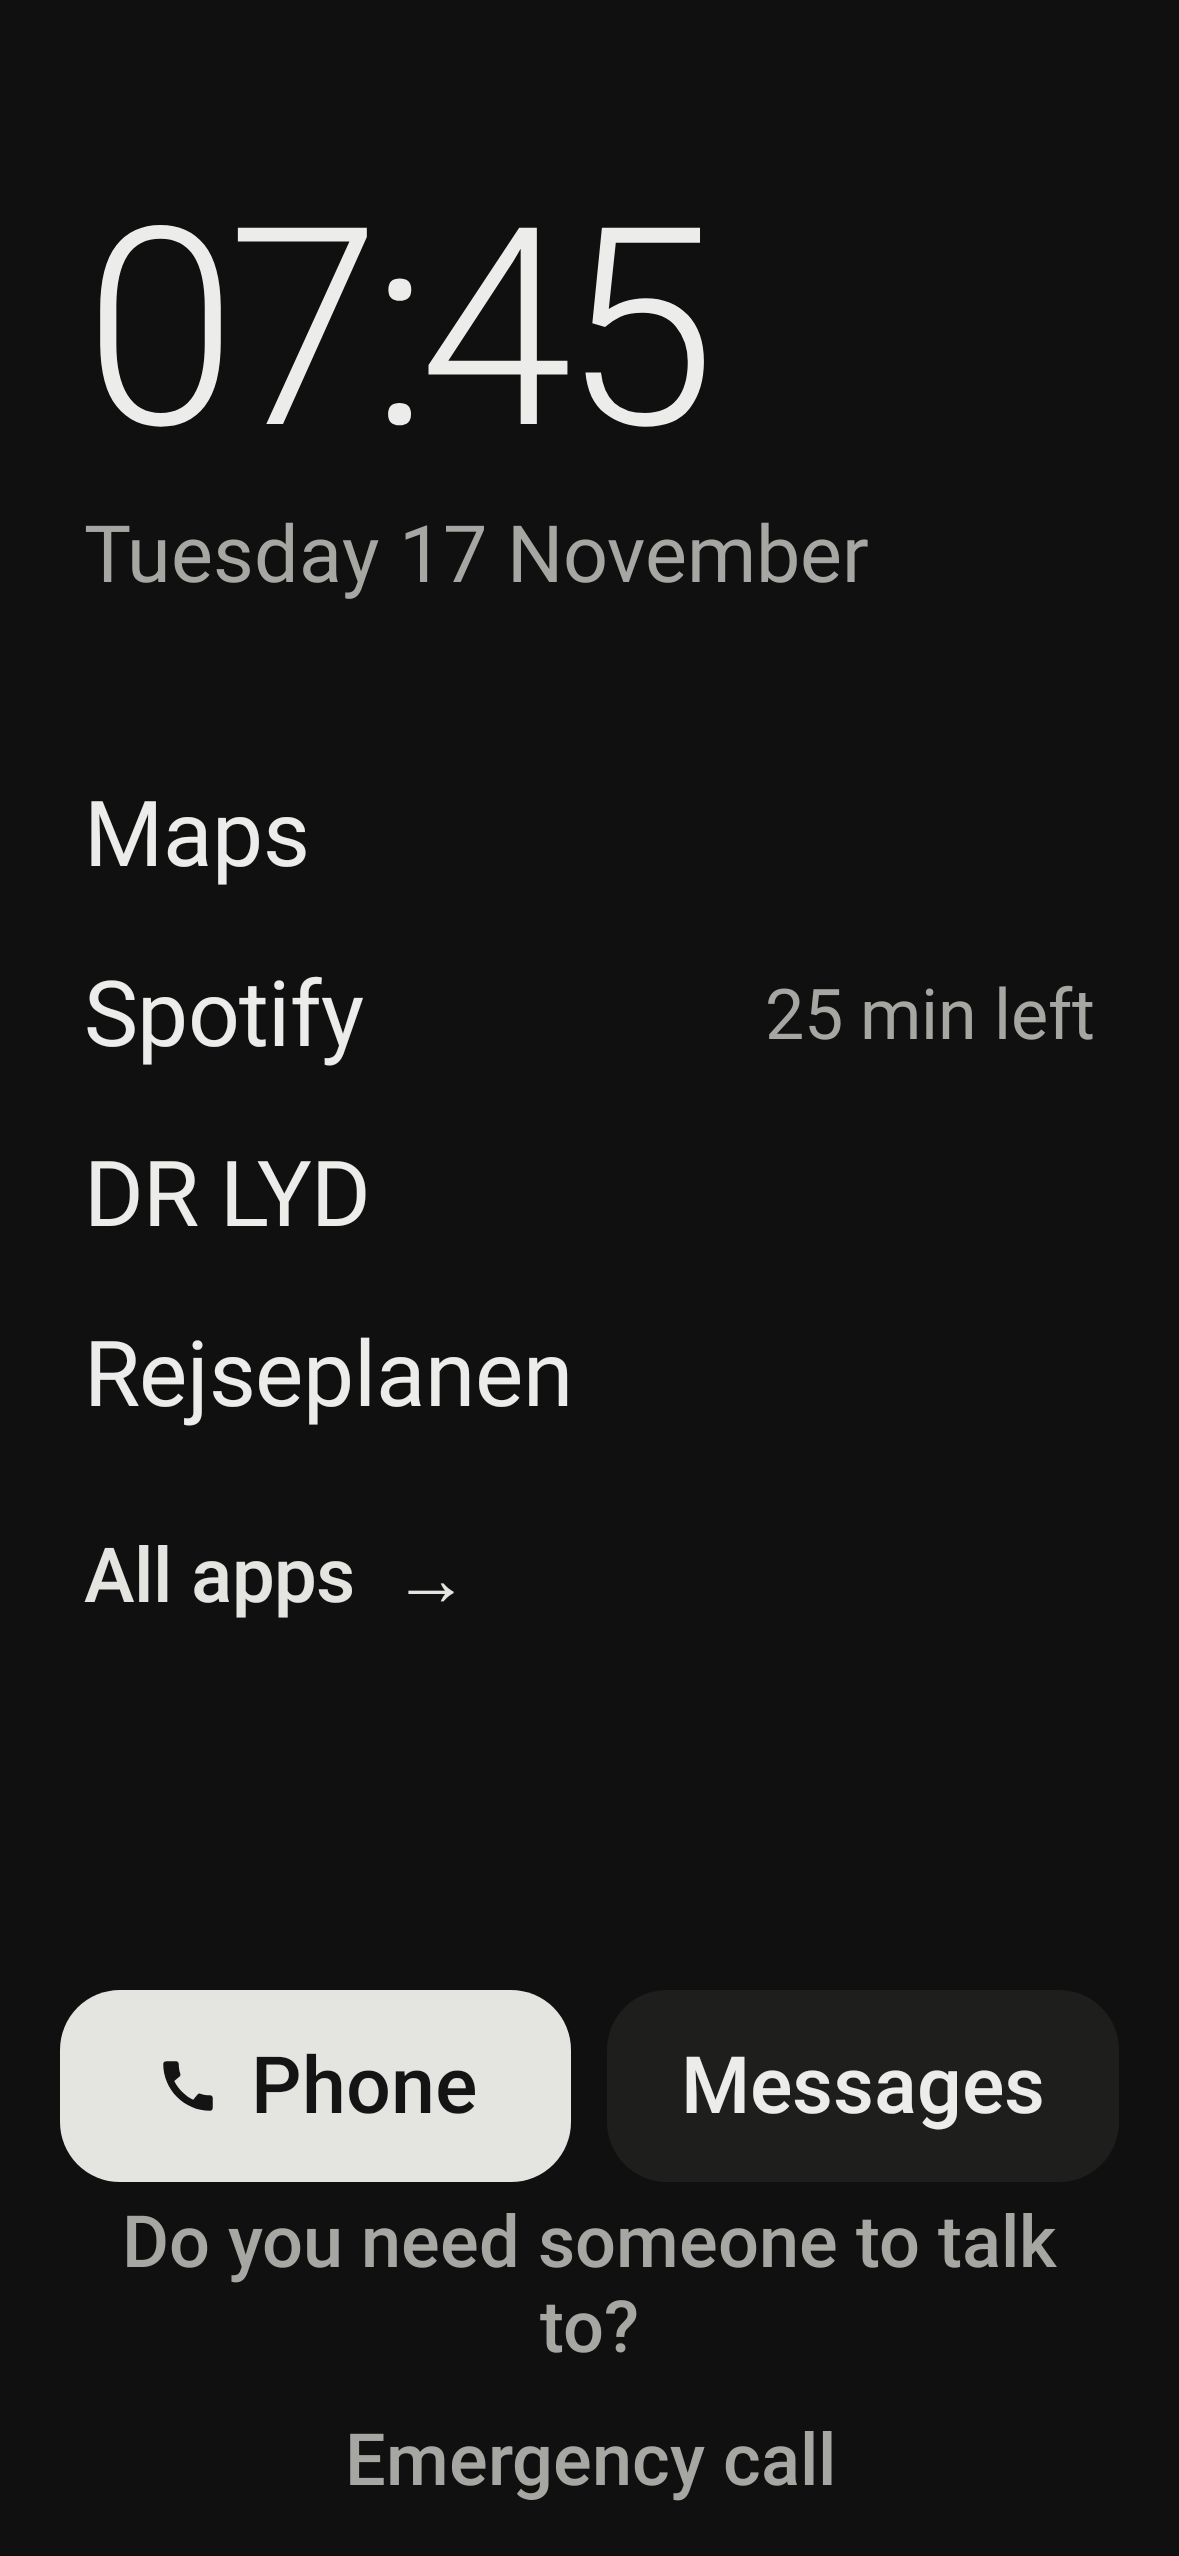 07:45
Tuesday 17 November
Maps
Spotify 25 min left
DR LYD
Rejseplanen
All apps →
Phone
Messages
Do you need someone to talk
to?
Emergency call